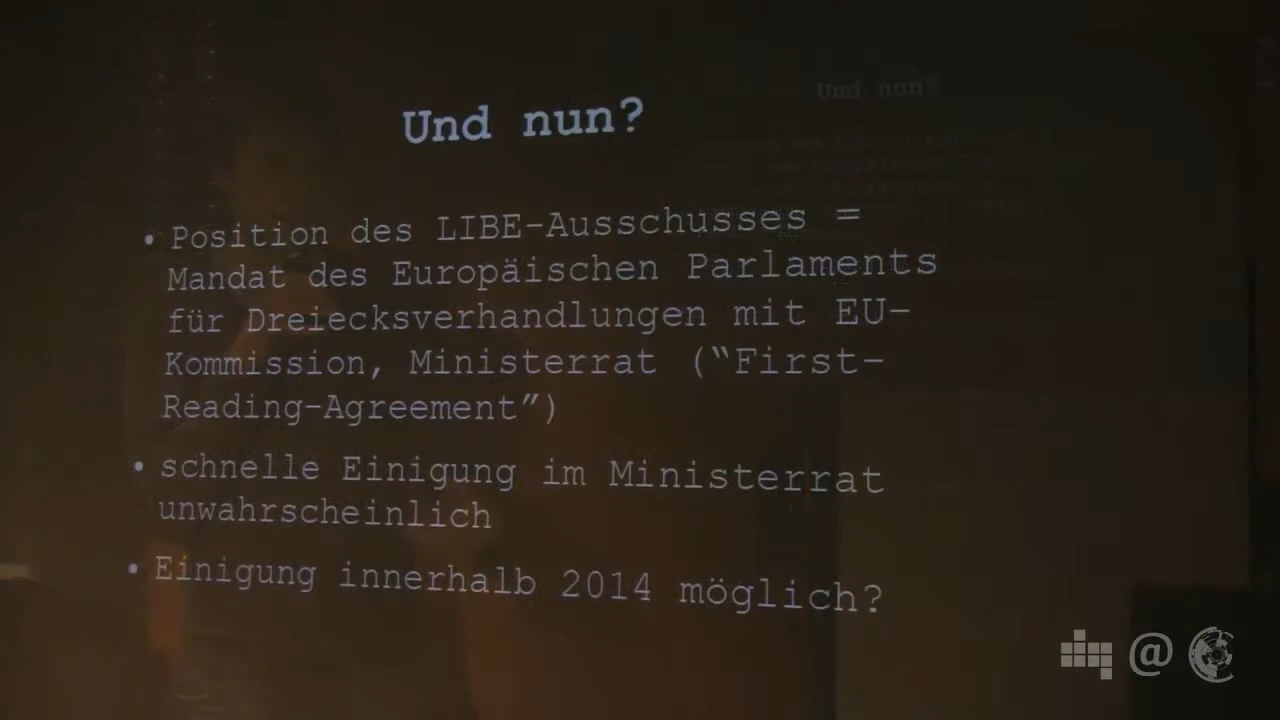 Und nun?
Und nun?
• Position des LIBE-Ausschusses =
Mandat des Europäischen Parlaments
für Dreiecksverhandlungen mit EU-
Kommission, Ministerrat (“First-
Reading-Agreement”)
• schnelle Einigung im Ministerrat
unwahrscheinlich
• Einigung innerhalb 2014 möglich?
@